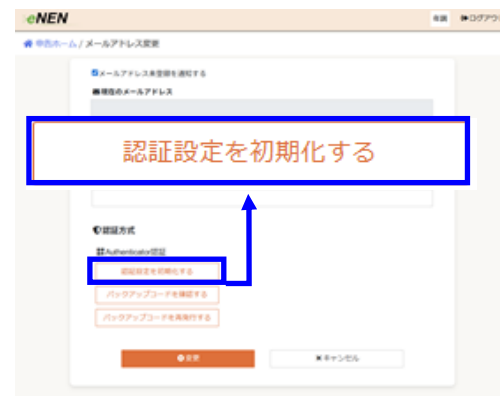 eNEN
ログアウ
申告ホーム / メールアドレス変更
メールアドレス未登録を通知する
現在のメールアドレス
認証設定を初期化する
認証方式
Authenticator認証
認証設定を初期化する
バックアップコードを確認する
バックアップコードを再発行する
変更
キャンセル